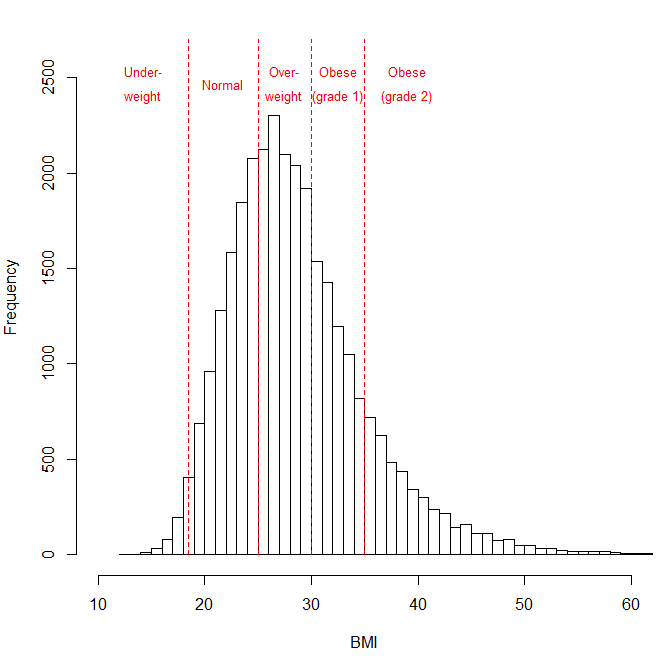 Under-
weight
Normal
Over-
weight
Obese
(grade 1)
Obese
(grade 2)
2500
2000
1500
1000
500
0
Frequency
10 20 30 40 50 60
BMI